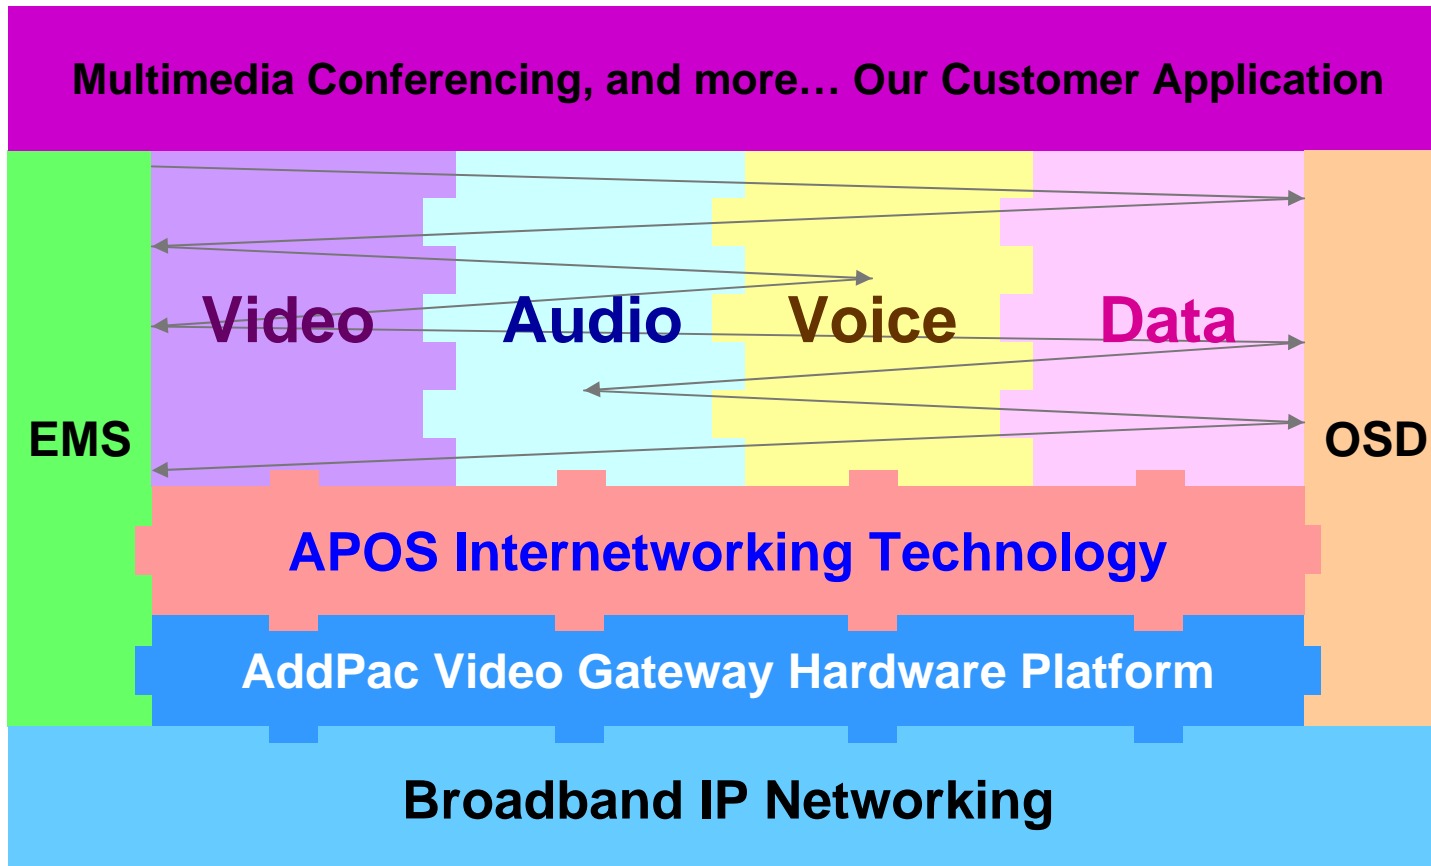 Multimedia Conferencing, and more… Our Customer Application
Video Audio Voice Data
EMS OSD
APOS Internetworking Technology
AddPac Video Gateway Hardware Platform
Broadband IP Networking